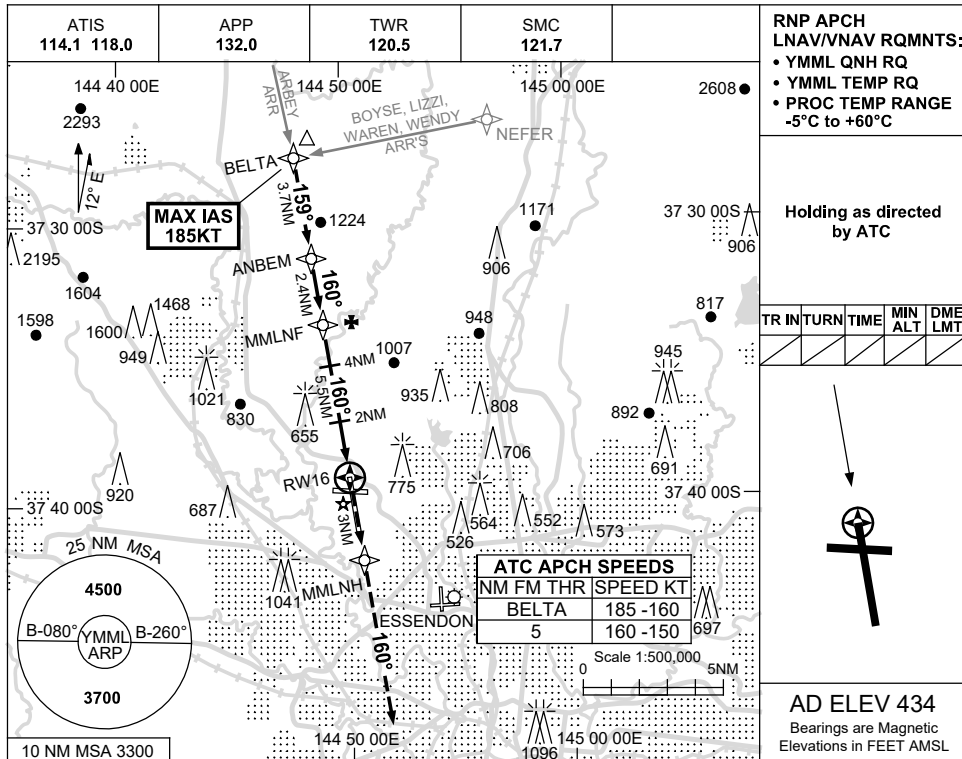 ATIS
114.1 118.0
APP
132.0
TWR
120.5
SMC
121.7
RNP APCH
LNAV/VNAV RQMNTS:
• YMML QNH RQ
• YMML TEMP RQ
• PROC TEMP RANGE
-5°C to +60°C
Holding as directed
by ATC
TR IN
TURN
TIME
MIN ALT
DME LMT
AD ELEV 434
Bearings are Magnetic
Elevations in FEET AMSL
144 40 00E
144 50 00E
145 00 00E
2608
2293
ARBEY
ARR
BOYSE, LIZZI,
WAREN, WENDY
ARR'S
NEFER
BELTA
12° E
MAX IAS
185KT
159°
3.7NM
1224
1171
37 30 00S
37 30 00S
906
906
2195
ANBEM
160°
2.4NM
1604
1468
1600
1598
949
MMLNF
948
817
4NM
1007
1021
830
5.5NM
160°
655
2NM
935
808
945
892
706
691
775
RW16
920
687
37 40 00S
37 40 00S
3NM
564
526
552
573
25 NM MSA
4500
B-080°
YMML
ARP
B-260°
3700
10 NM MSA 3300
1041
MMLNH
ESSENDON
160°
ATC APCH SPEEDS
NM FM THR
SPEED KT
BELTA
185 -160
5
160 -150
697
Scale 1:500,000
0
5NM
144 50 00E
145 00 00E
1096